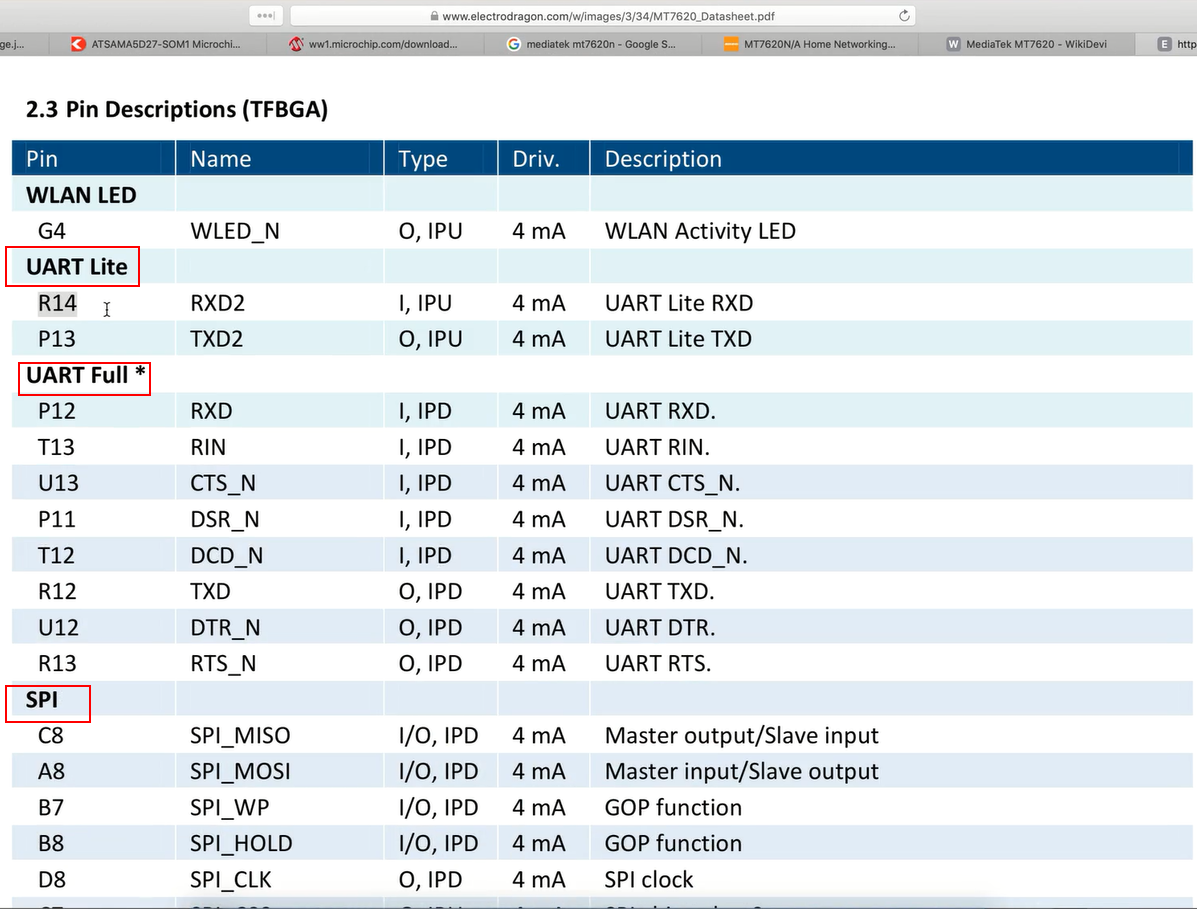 www.electrodragon.com/w/images/3/34/MT7620_Datasheet.pdf
ge.j... ATSAMA5D27-SOM1 Microchi... ww1.microchip.com/download... mediatek mt7620n - Google S... MT7620N/A Home Networking... W MediaTek MT7620 - WikiDevi E http
2.3 Pin Descriptions (TFBGA)
Pin Name Type Driv. Description
WLAN LED
G4 WLED_N O, IPU 4 mA WLAN Activity LED
UART Lite
R14 RXD2 I, IPU 4 mA UART Lite RXD
P13 TXD2 O, IPU 4 mA UART Lite TXD
UART Full *
P12 RXD I, IPD 4 mA UART RXD.
T13 RIN I, IPD 4 mA UART RIN.
U13 CTS_N I, IPD 4 mA UART CTS_N.
P11 DSR_N I, IPD 4 mA UART DSR_N.
T12 DCD_N I, IPD 4 mA UART DCD_N.
R12 TXD O, IPD 4 mA UART TXD.
U12 DTR_N O, IPD 4 mA UART DTR.
R13 RTS_N O, IPD 4 mA UART RTS.
SPI
C8 SPI_MISO I/O, IPD 4 mA Master output/Slave input
A8 SPI_MOSI I/O, IPD 4 mA Master input/Slave output
B7 SPI_WP I/O, IPD 4 mA GOP function
B8 SPI_HOLD I/O, IPD 4 mA GOP function
D8 SPI_CLK O, IPD 4 mA SPI clock